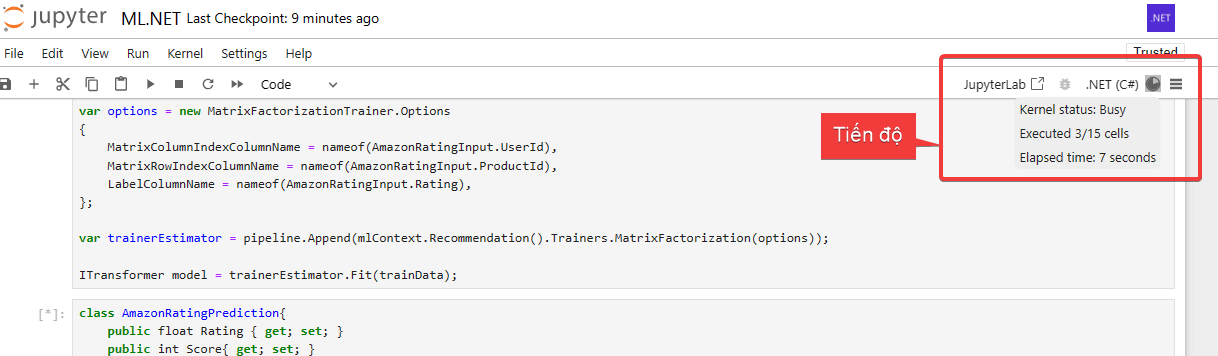 jupyter ML.NET Last Checkpoint: 9 minutes ago
.NET
File Edit View Run Kernel Settings Help
Trusted
Code
JupyterLab .NET (C#)
Kernel status: Busy
Executed 3/15 cells
Elapsed time: 7 seconds
Tiến độ
var options = new MatrixFactorizationTrainer.Options
{
    MatrixColumnIndexColumnName = nameof(AmazonRatingInput.UserId),
    MatrixRowIndexColumnName = nameof(AmazonRatingInput.ProductId),
    LabelColumnName = nameof(AmazonRatingInput.Rating),
};
var trainerEstimator = pipeline.Append(mlContext.Recommendation().Trainers.MatrixFactorization(options));
ITransformer model = trainerEstimator.Fit(trainData);
[*]: class AmazonRatingPrediction{
    public float Rating { get; set; }
    public int Score{ get; set; }